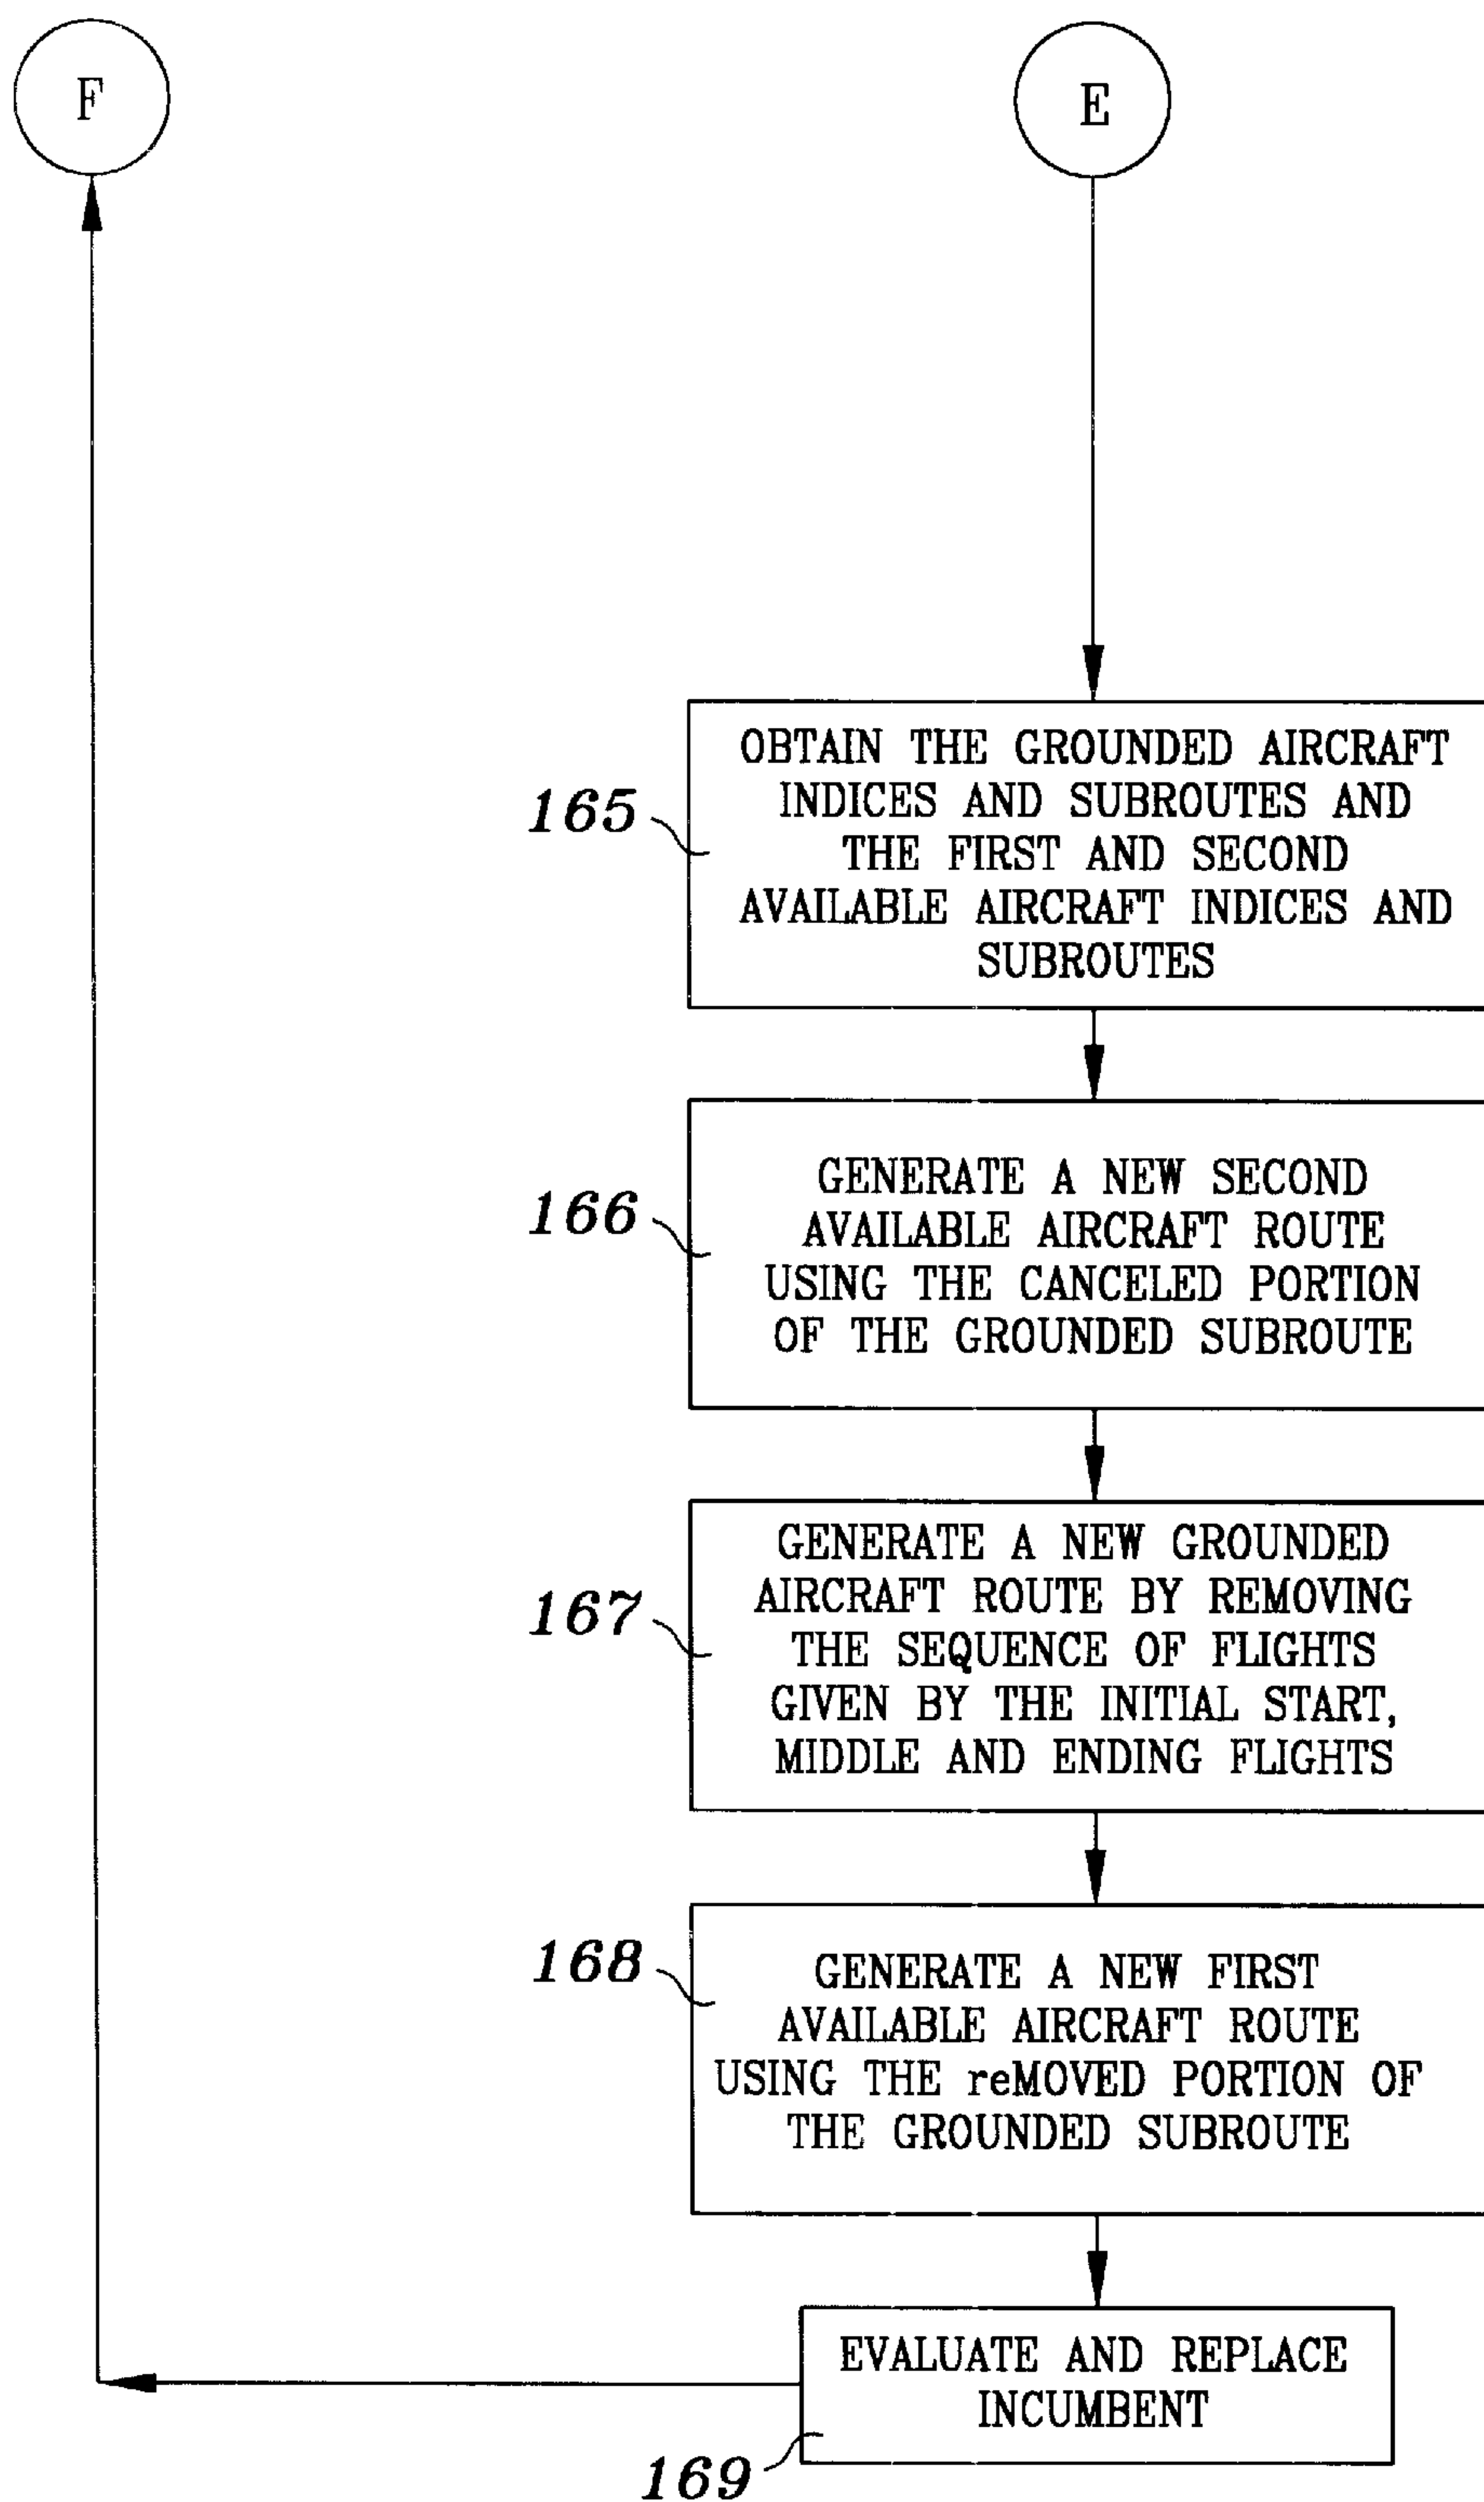 F
E
OBTAIN THE GROUNDED AIRCRAFT
INDICES AND SUBROUTES AND
THE FIRST AND SECOND
AVAILABLE AIRCRAFT INDICES AND
SUBROUTES
165
GENERATE A NEW SECOND
AVAILABLE AIRCRAFT ROUTE
USING THE CANCELED PORTION
OF THE GROUNDED SUBROUTE
166
GENERATE A NEW GROUNDED
AIRCRAFT ROUTE BY REMOVING
THE SEQUENCE OF FLIGHTS
GIVEN BY THE INITIAL START,
MIDDLE AND ENDING FLIGHTS
167
GENERATE A NEW FIRST
AVAILABLE AIRCRAFT ROUTE
USING THE reMOVED PORTION OF
THE GROUNDED SUBROUTE
168
EVALUATE AND REPLACE
INCUMBENT
169